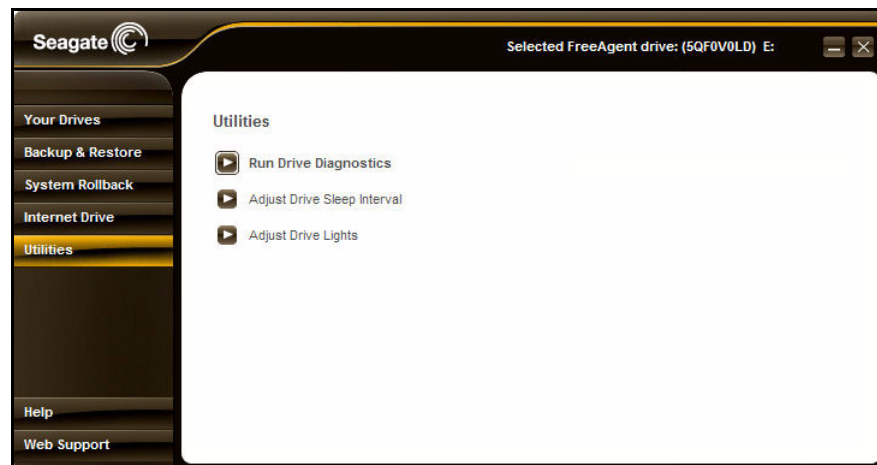 Seagate
Selected FreeAgent drive: (5QF0V0LD) E:
Your Drives
Backup & Restore
System Rollback
Internet Drive
Utilities
Help
Web Support
Utilities
Run Drive Diagnostics
Adjust Drive Sleep Interval
Adjust Drive Lights